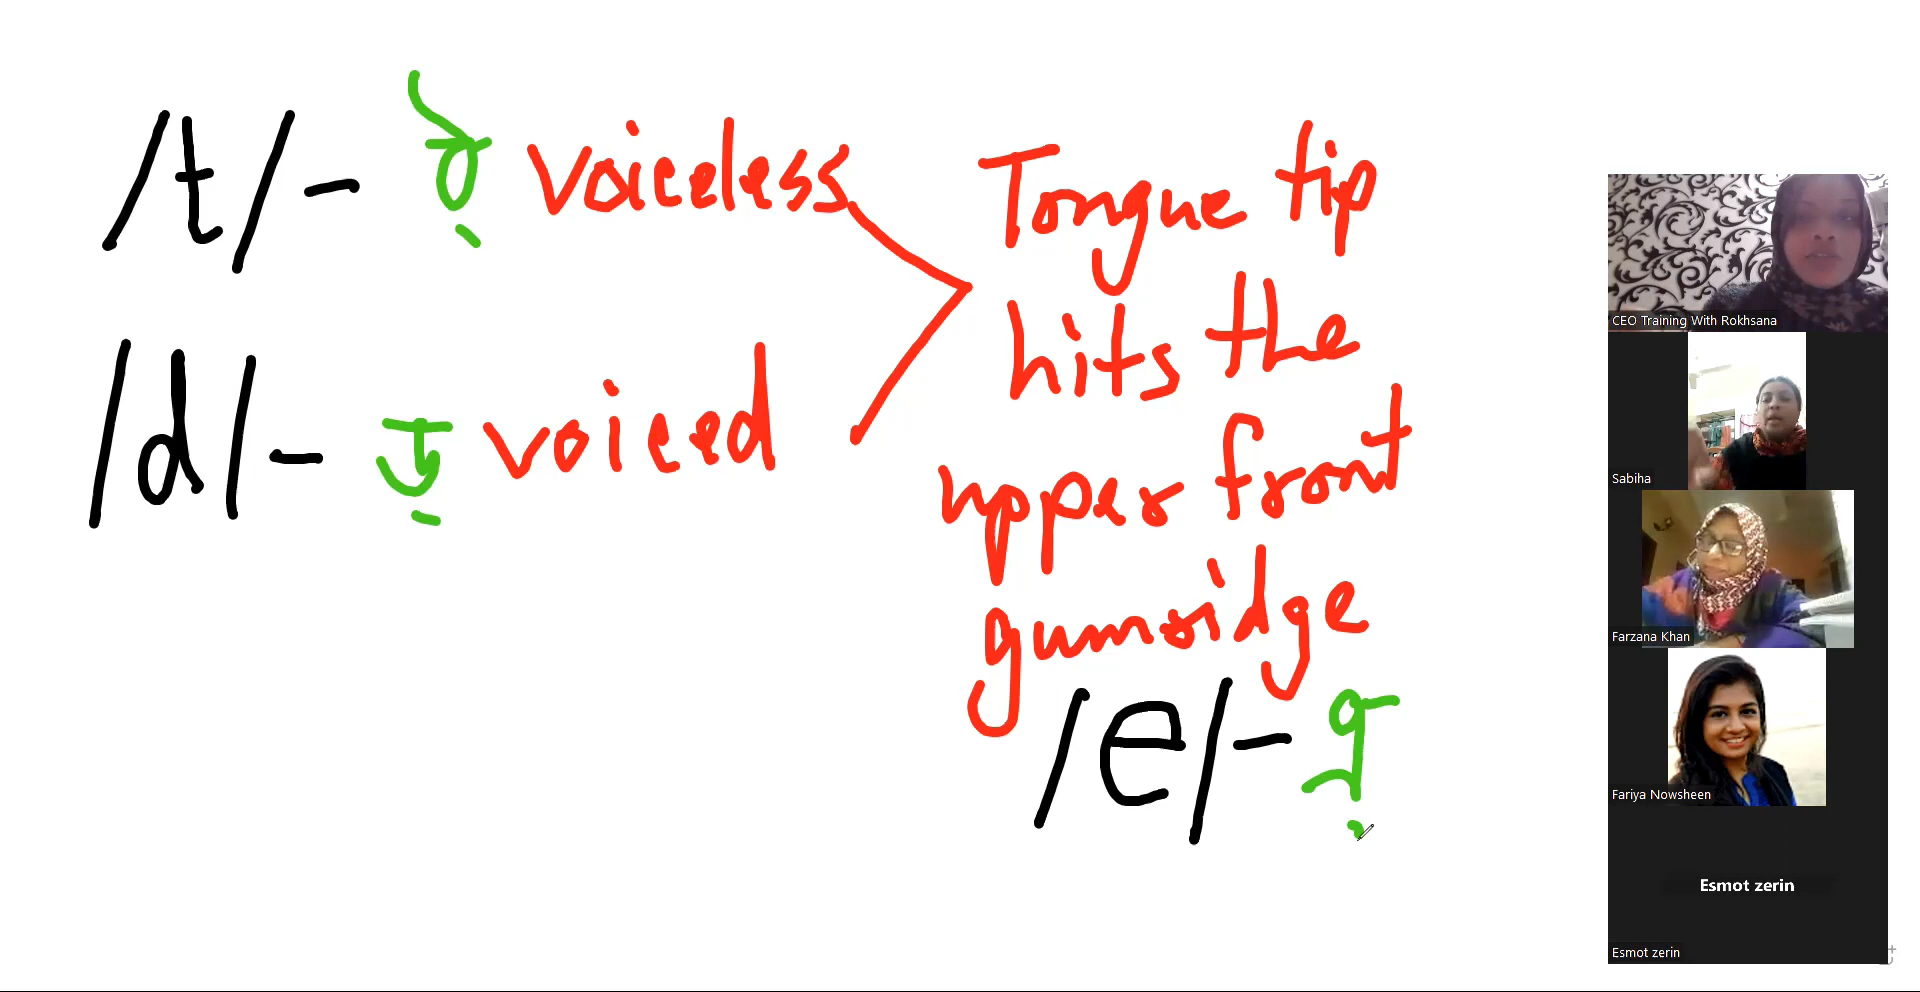 /t/- ট্ voiceless
/d/- ড্ voiced
Tongue tip
hits the
upper front
gumridge
/e/- এ
CEO Training With Rokhsana
Sabiha
Farzana Khan
Fariya Nowsheen
Esmot zerin
Esmot zerin